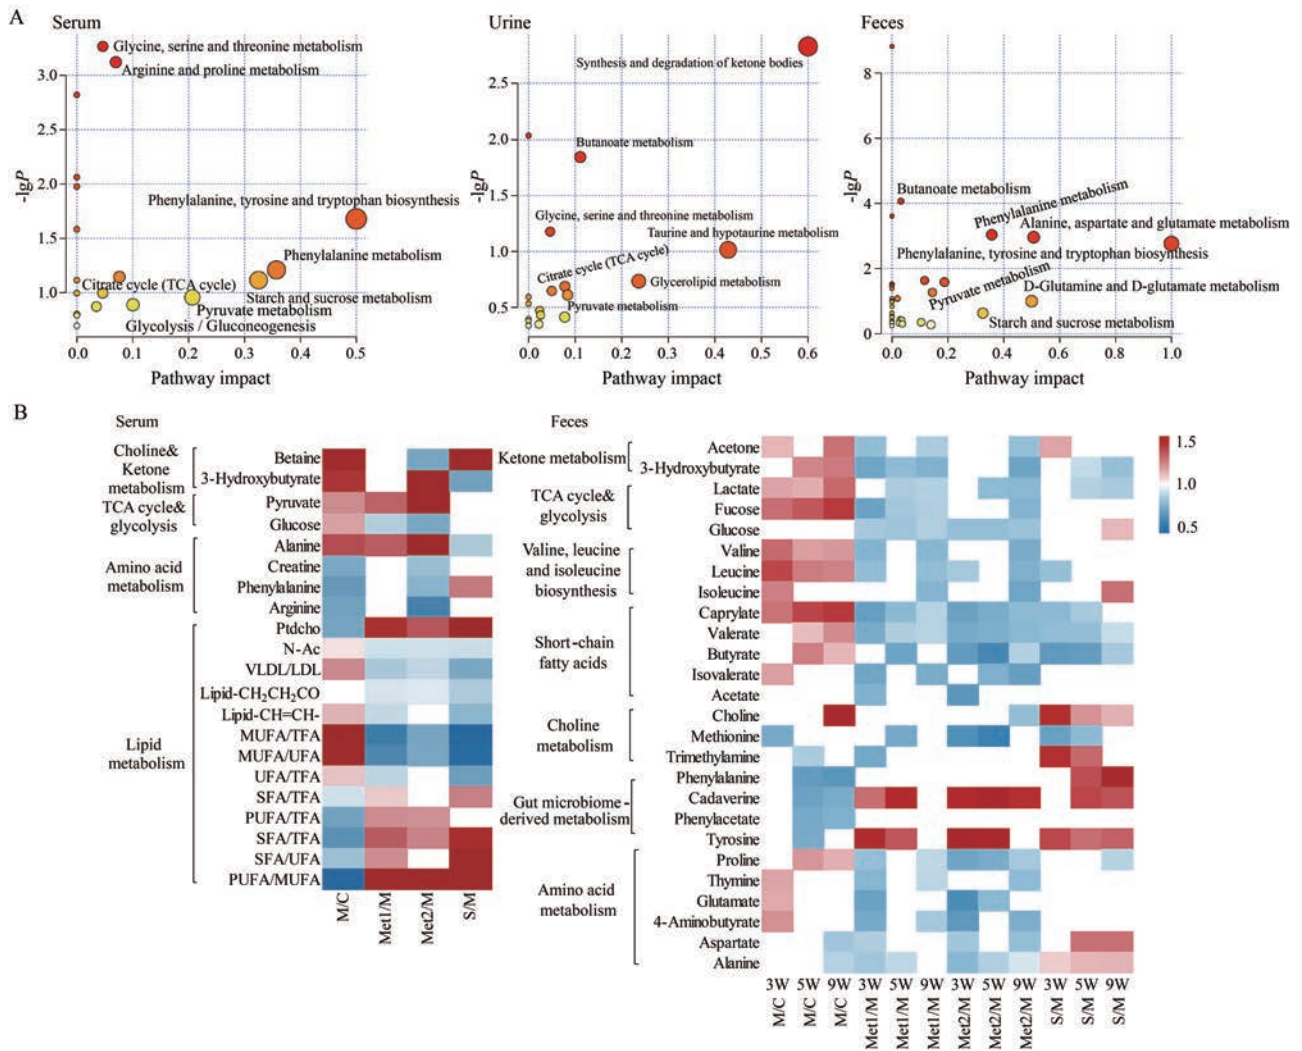 A
Serum
Glycine, serine and threonine metabolism
Arginine and proline metabolism
3.0
2.5
2.0
1.5
1.0
-lgP
Phenylalanine, tyrosine and tryptophan biosynthesis
Phenylalanine metabolism
Citrate cycle (TCA cycle)
Starch and sucrose metabolism
Pyruvate metabolism
Glycolysis / Gluconeogenesis
0.0 0.1 0.2 0.3 0.4 0.5
Pathway impact
Urine
Synthesis and degradation of ketone bodies
2.5
2.0
1.5
1.0
0.5
-lgP
Butanoate metabolism
Glycine, serine and threonine metabolism
Taurine and hypotaurine metabolism
Citrate cycle (TCA cycle)
Glycerolipid metabolism
Pyruvate metabolism
0.0 0.1 0.2 0.3 0.4 0.5 0.6
Pathway impact
Feces
8
6
4
2
0
-lgP
Butanoate metabolism
Phenylalanine metabolism
Alanine, aspartate and glutamate metabolism
Phenylalanine, tyrosine and tryptophan biosynthesis
Pyruvate metabolism
D-Glutamine and D-glutamate metabolism
Starch and sucrose metabolism
0.0 0.2 0.4 0.6 0.8 1.0
Pathway impact
B
Serum
Choline&
Ketone
metabolism
TCA cycle&
glycolysis
Amino acid
metabolism
Lipid
metabolism
Betaine
3-Hydroxybutyrate
Pyruvate
Glucose
Alanine
Creatine
Phenylalanine
Arginine
Ptdcho
N-Ac
VLDL/LDL
Lipid-CH2CH2CO
Lipid-CH=CH-
MUFA/TFA
MUFA/UFA
UFA/TFA
SFA/TFA
PUFA/TFA
SFA/TFA
SFA/UFA
PUFA/MUFA
M/C
Met1/M
Met2/M
S/M
Feces
Ketone metabolism
TCA cycle&
glycolysis
Valine, leucine
and isoleucine
biosynthesis
Short-chain
fatty acids
Choline
metabolism
Gut microbiome-
derived metabolism
Amino acid
metabolism
Acetone
3-Hydroxybutyrate
Lactate
Fucose
Glucose
Valine
Leucine
Isoleucine
Caprylate
Valerate
Butyrate
Isovalerate
Acetate
Choline
Methionine
Trimethylamine
Phenylalanine
Cadaverine
Phenylacetate
Tyrosine
Proline
Thymine
Glutamate
4-Aminobutyrate
Aspartate
Alanine
3W 5W 9W 3W 5W 9W 3W 5W 9W 3W 5W 9W
M/C M/C M/C Met1/M Met1/M Met1/M Met2/M Met2/M Met2/M S/M S/M S/M
1.5
1.0
0.5